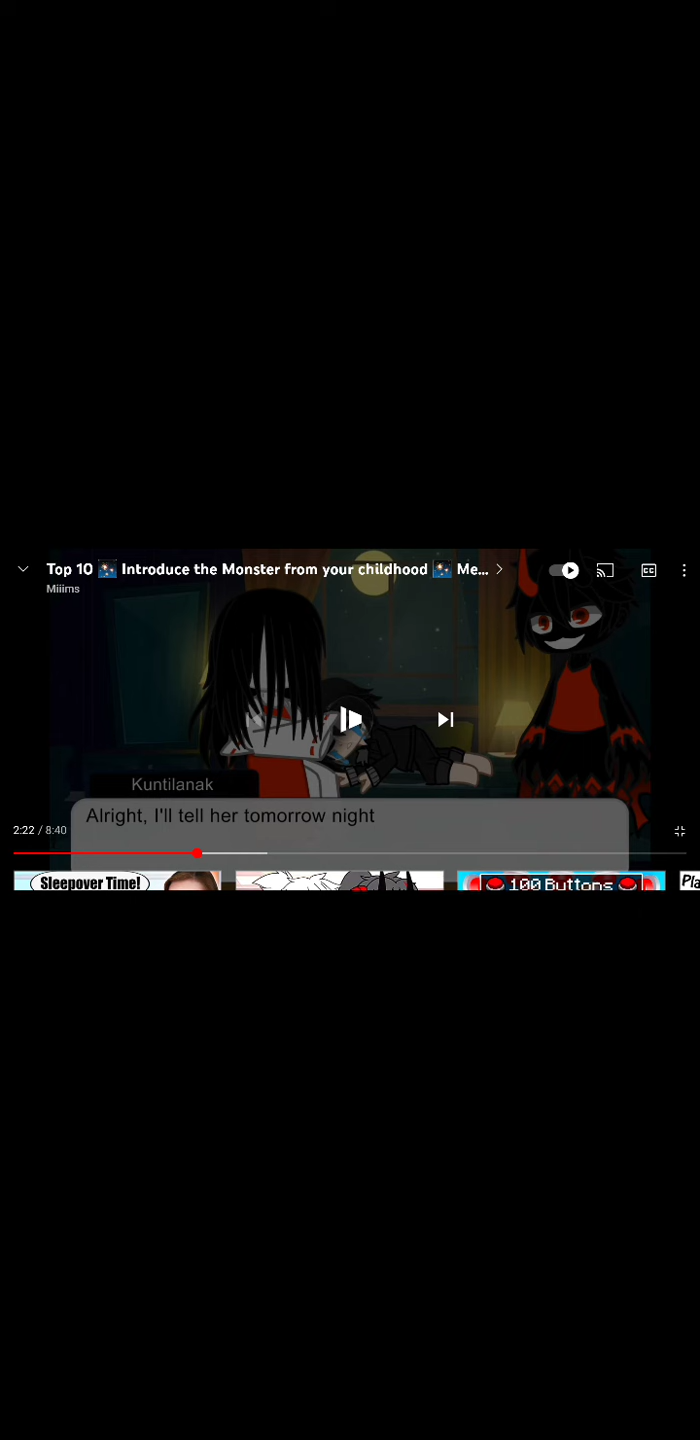 Top 10 🌠 Introduce the Monster from your childhood 🌠 Me...
Miiims
Kuntilanak
Alright, I'll tell her tomorrow night
2:22 / 8:40
Sleepover Time!
100 Buttons
Pla